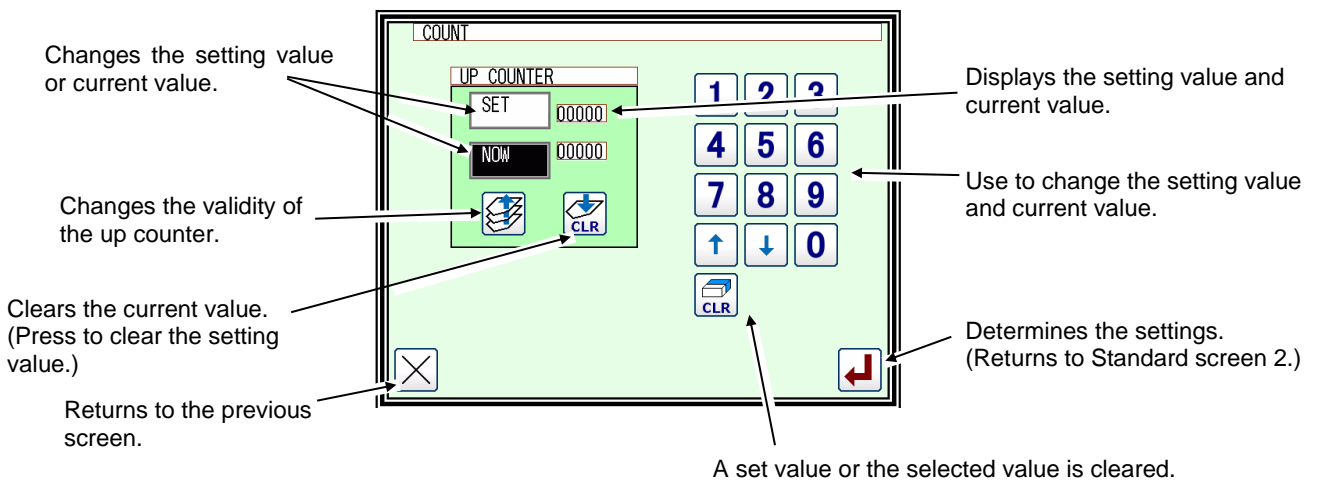 COUNT
Changes the setting value
or current value.
UP COUNTER
SET
00000
NOW
00000
CLR
1 2 3
4 5 6
7 8 9
↑ ↓ 0
CLR
Displays the setting value and
current value.
Use to change the setting value
and current value.
Changes the validity of
the up counter.
Clears the current value.
(Press to clear the setting
value.)
Determines the settings.
(Returns to Standard screen 2.)
Returns to the previous
screen.
A set value or the selected value is cleared.